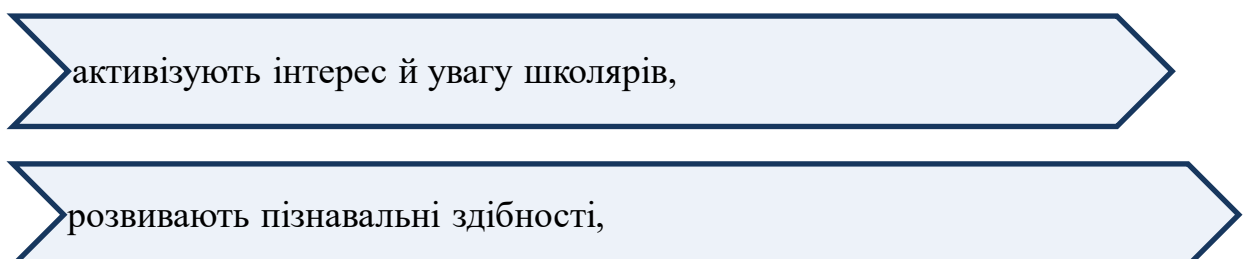 активізують інтерес й увагу школярів,
розвивають пізнавальні здібності,